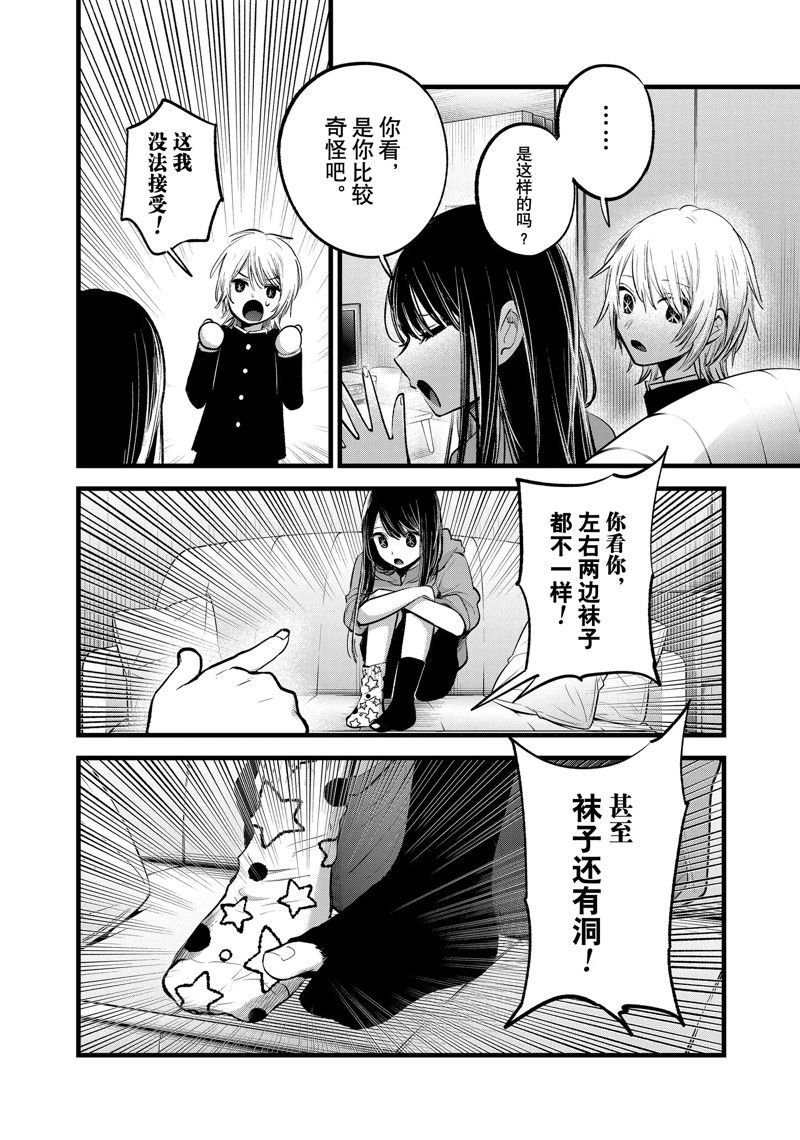 ……
是这样的吗？
你看，
是你比较
奇怪吧。
这我
没法接受！
你看你，
左右两边袜子
都不一样！
甚至
袜子还有洞！